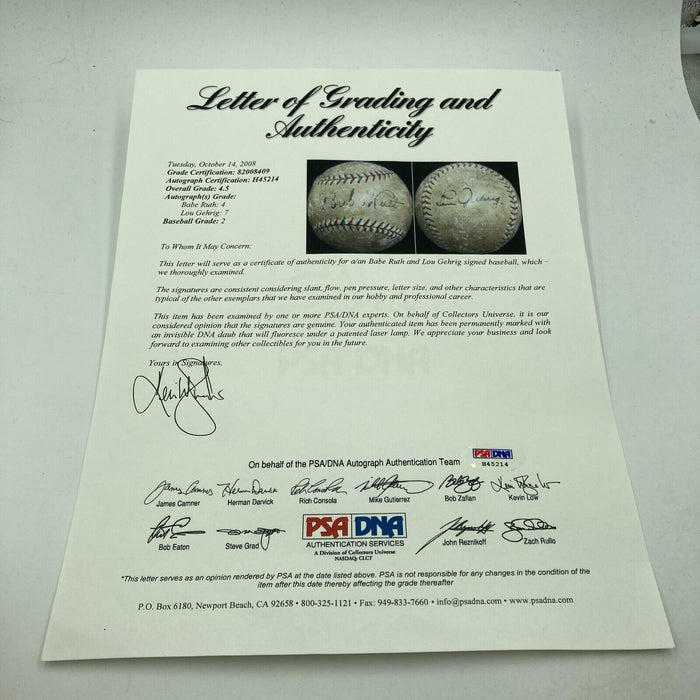 Letter of Grading and
Authenticity
Tuesday, October 14, 2008
Grade Certification: 82008409
Autograph Certification: H45214
Overall Grade: 4.5
Autograph(s) Grade:
Babe Ruth: 4
Lou Gehrig: 7
Baseball Grade: 2
Babe Ruth
Lou Gehrig
To Whom It May Concern:
This letter will serve as a certificate of authenticity for a/an Babe Ruth and Lou Gehrig signed baseball, which
we thoroughly examined.
The signatures are consistent considering slant, flow, pen pressure, letter size, and other characteristics that are
typical of the other exemplars that we have examined in our hobby and professional career.
This item has been examined by one or more PSA/DNA experts. On behalf of Collectors Universe, it is our
considered opinion that the signatures are genuine. Your authenticated item has been permanently marked with
an invisible DNA daub that will fluoresce under a patented laser lamp. We appreciate your business and look
forward to examining other collectibles for you in the future.
Yours in Signatures,
On behalf of the PSA/DNA Autograph Authentication Team
PSA DNA
H45214
James Camner
Herman Darvick
Rich Consola
Mike Gutierrez
Bob Zafian
Kevin Low
Bob Eaton
Steve Grad
PSA DNA
AUTHENTICATION SERVICES
A Division of Collectors Universe
NASDAQ: CLCT
John Reznikoff
Zach Rullo
*This letter serves as an opinion rendered by PSA at the date listed above. PSA is not responsible for any changes in the condition of the
item after this date thereby affecting the grade thereafter
P.O. Box 6180, Newport Beach, CA 92658 • 800-325-1121 • Fax: 949-833-7660 • info@psadna.com • www.psadna.com